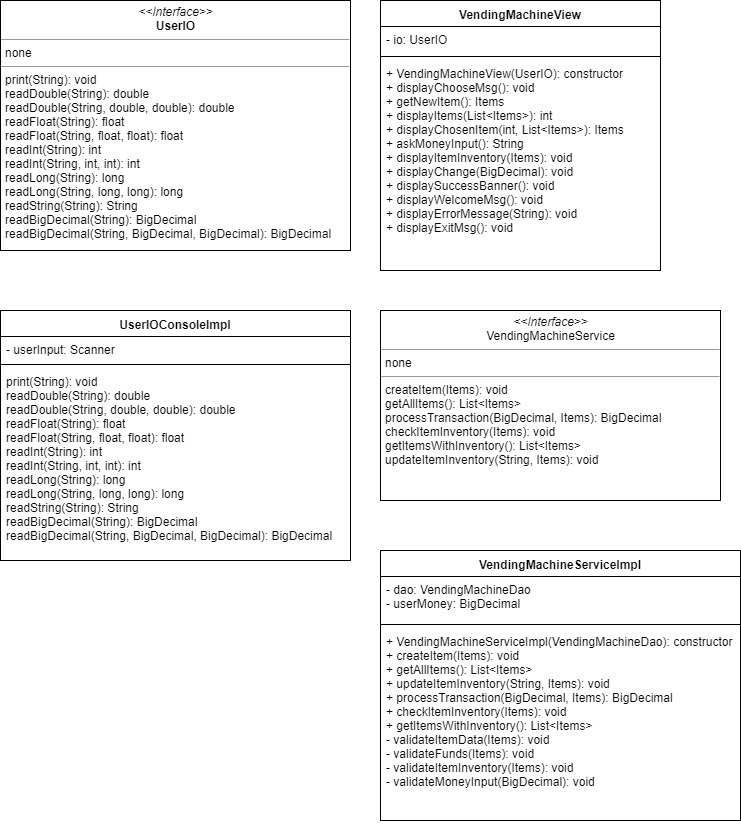 <<Interface>>
UserIO
none
print(String): void
readDouble(String): double
readDouble(String, double, double): double
readFloat(String): float
readFloat(String, float, float): float
readInt(String): int
readInt(String, int, int): int
readLong(String): long
readLong(String, long, long): long
readString(String): String
readBigDecimal(String): BigDecimal
readBigDecimal(String, BigDecimal, BigDecimal): BigDecimal
VendingMachineView
- io: UserIO
+ VendingMachineView(UserIO): constructor
+ displayChooseMsg(): void
+ getNewItem(): Items
+ displayItems(List<Items>): int
+ displayChosenItem(int, List<Items>): Items
+ askMoneyInput(): String
+ displayItemInventory(Items): void
+ displayChange(BigDecimal): void
+ displaySuccessBanner(): void
+ displayWelcomeMsg(): void
+ displayErrorMessage(String): void
+ displayExitMsg(): void
UserIOConsoleImpl
- userInput: Scanner
print(String): void
readDouble(String): double
readDouble(String, double, double): double
readFloat(String): float
readFloat(String, float, float): float
readInt(String): int
readInt(String, int, int): int
readLong(String): long
readLong(String, long, long): long
readString(String): String
readBigDecimal(String): BigDecimal
readBigDecimal(String, BigDecimal, BigDecimal): BigDecimal
<<Interface>>
VendingMachineService
none
createItem(Items): void
getAllItems(): List<Items>
processTransaction(BigDecimal, Items): BigDecimal
checkItemInventory(Items): void
getItemsWithInventory(): List<Items>
updateItemInventory(String, Items): void
VendingMachineServiceImpl
- dao: VendingMachineDao
- userMoney: BigDecimal
+ VendingMachineServiceImpl(VendingMachineDao): constructor
+ createItem(Items): void
+ getAllItems(): List<Items>
+ updateItemInventory(String, Items): void
+ processTransaction(BigDecimal, Items): BigDecimal
+ checkItemInventory(Items): void
+ getItemsWithInventory(): List<Items>
- validateItemData(Items): void
- validateFunds(Items): void
- validateItemInventory(Items): void
- validateMoneyInput(BigDecimal): void